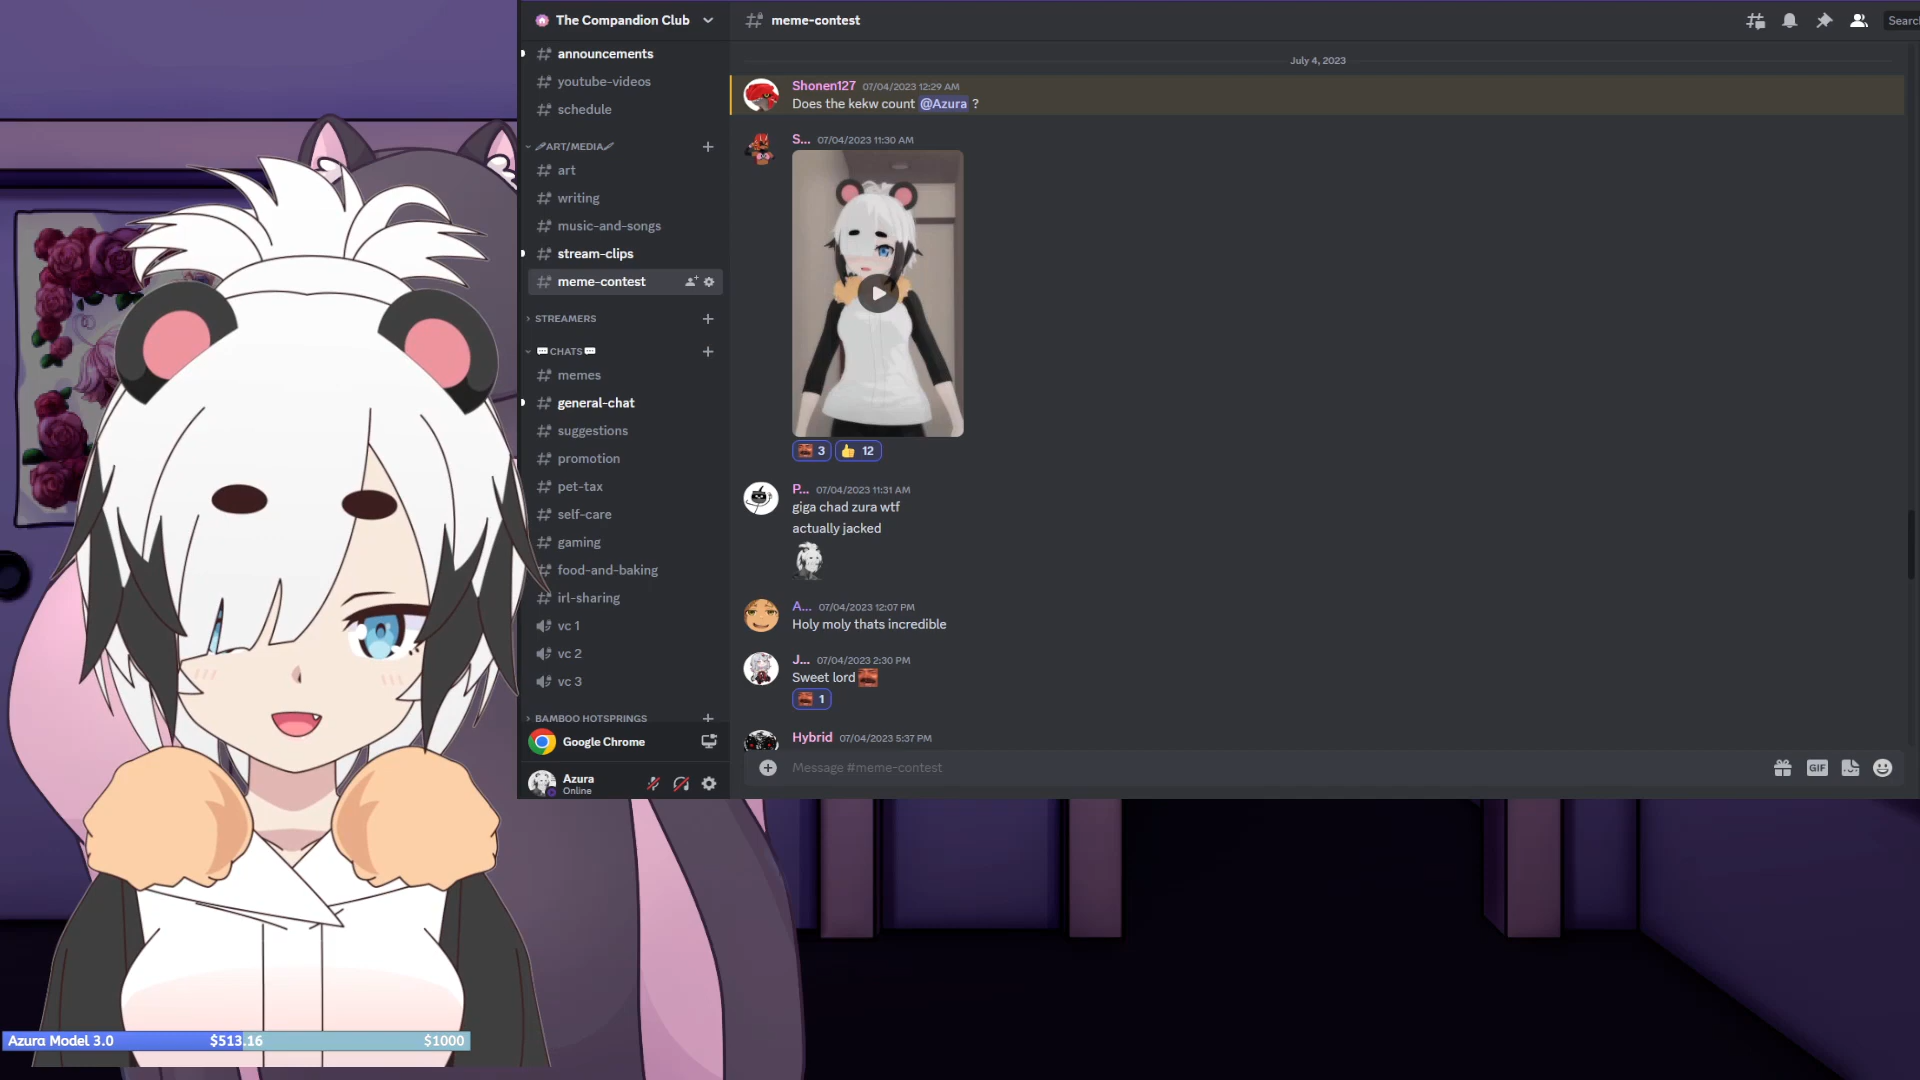 The Compandion Club
announcements
youtube-videos
schedule
ART/MEDIA
art
writing
music-and-songs
stream-clips
meme-contest
STREAMERS
CHATS
memes
general-chat
suggestions
promotion
pet-tax
self-care
gaming
food-and-baking
irl-sharing
vc 1
vc 2
vc 3
BAMBOO HOTSPRINGS
Google Chrome
Azura
Online
meme-contest
Search
July 4, 2023
Shonen127 07/04/2023 12:29 AM
Does the kekw count @Azura ?
S... 07/04/2023 11:30 AM
3 12
P... 07/04/2023 11:31 AM
giga chad zura wtf
actually jacked
A... 07/04/2023 12:07 PM
Holy moly thats incredible
J... 07/04/2023 2:30 PM
Sweet lord
1
Hybrid 07/04/2023 5:37 PM
Message #meme-contest
GIF
Azura Model 3.0 $513.16 $1000